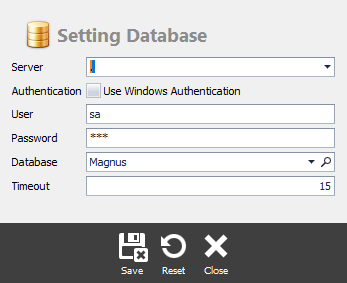 Setting Database
Server .
Authentication Use Windows Authentication
User sa
Password ***
Database Magnus
Timeout 15
Save Reset Close